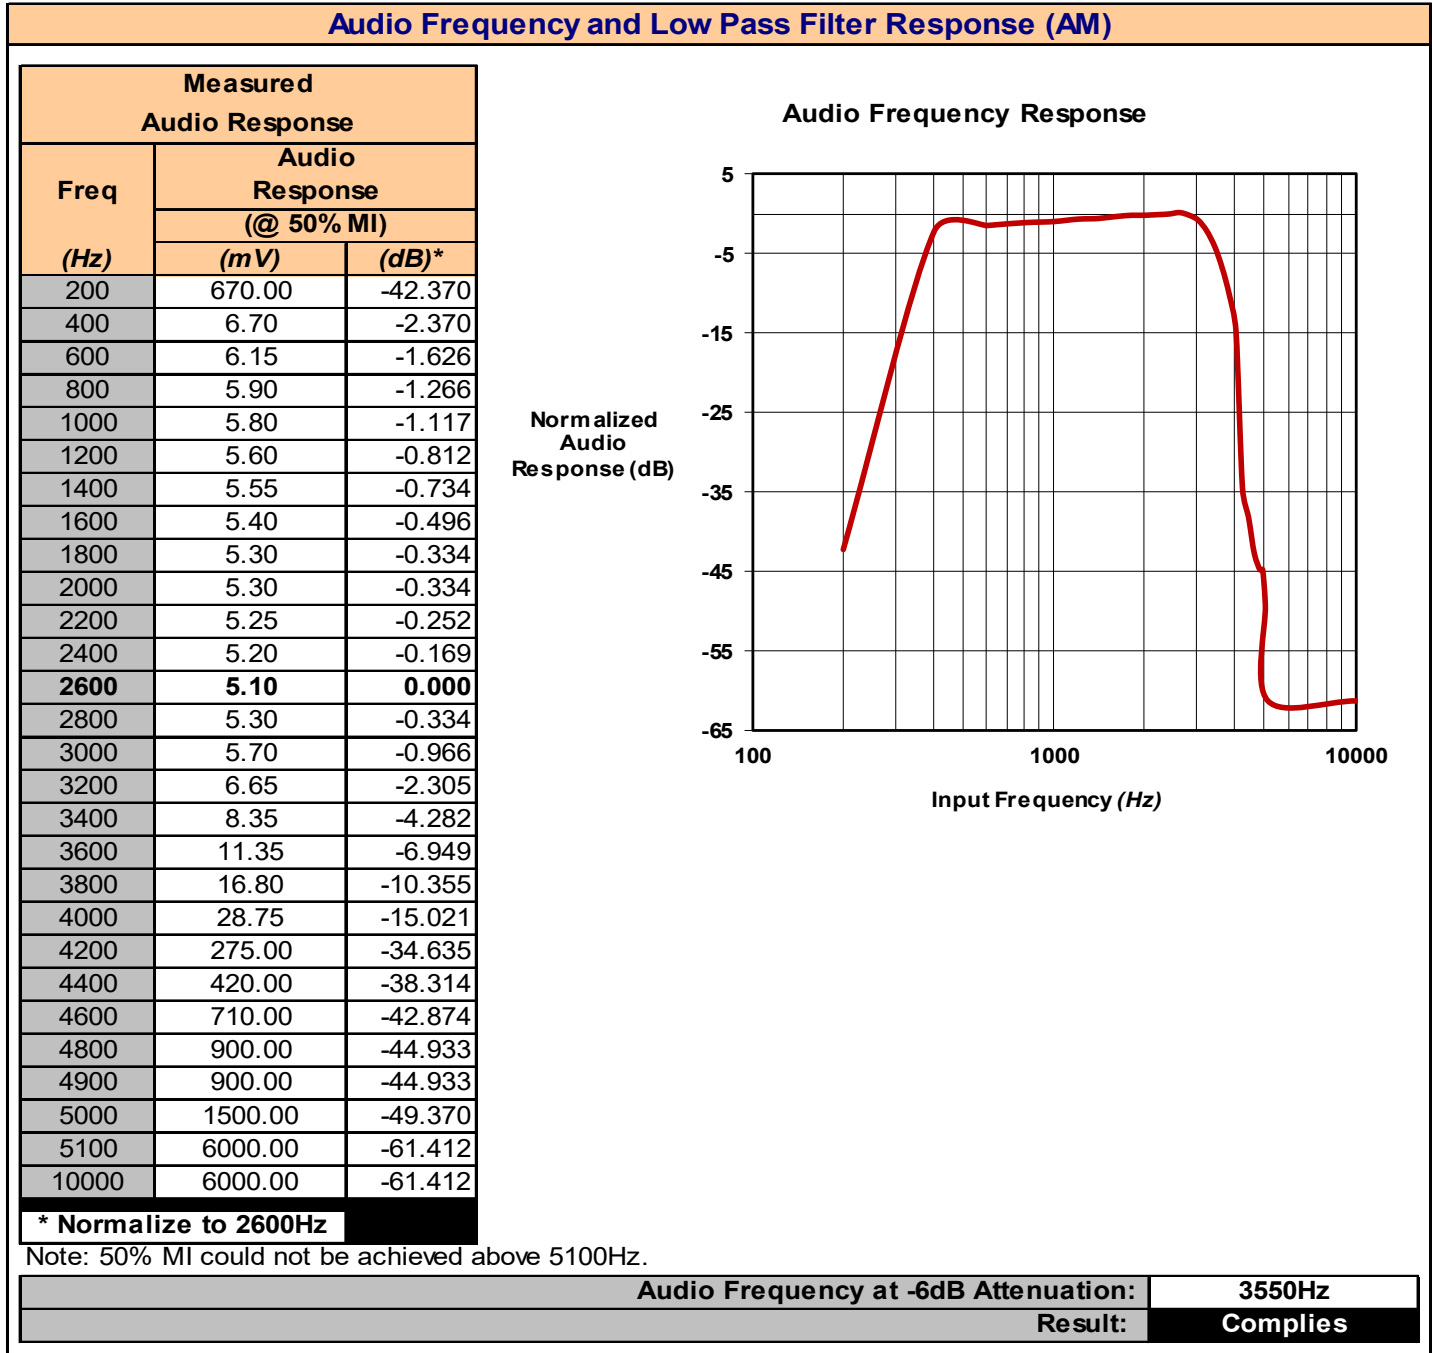 Audio Frequency and Low Pass Filter Response (AM)
Measured
Audio Response
Freq
(Hz)
Audio
Response
(@ 50% MI)
(mV) (dB)*
200 670.00 -42.370
400 6.70 -2.370
600 6.15 -1.626
800 5.90 -1.266
1000 5.80 -1.117
1200 5.60 -0.812
1400 5.55 -0.734
1600 5.40 -0.496
1800 5.30 -0.334
2000 5.30 -0.334
2200 5.25 -0.252
2400 5.20 -0.169
2600 5.10 0.000
2800 5.30 -0.334
3000 5.70 -0.966
3200 6.65 -2.305
3400 8.35 -4.282
3600 11.35 -6.949
3800 16.80 -10.355
4000 28.75 -15.021
4200 275.00 -34.635
4400 420.00 -38.314
4600 710.00 -42.874
4800 900.00 -44.933
4900 900.00 -44.933
5000 1500.00 -49.370
5100 6000.00 -61.412
10000 6000.00 -61.412
* Normalize to 2600Hz
Audio Frequency Response
Normalized
Audio
Response (dB)
5
-5
-15
-25
-35
-45
-55
-65
100 1000 10000
Input Frequency (Hz)
Note: 50% MI could not be achieved above 5100Hz.
Audio Frequency at -6dB Attenuation: 3550Hz
Result: Complies